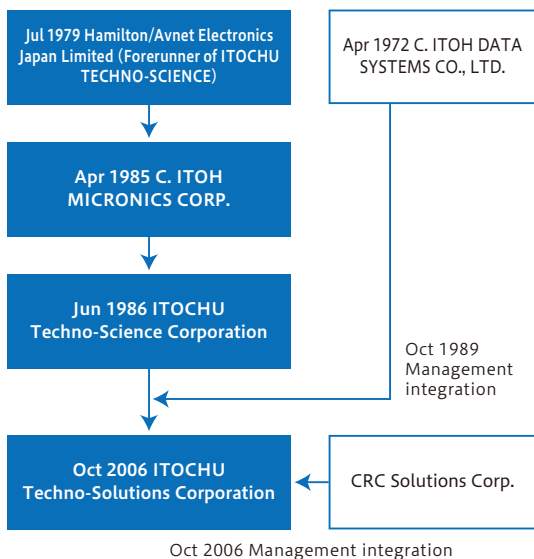 Jul 1979 Hamilton/Avnet Electronics
Japan Limited (Forerunner of ITOCHU
TECHNO-SCIENCE)
Apr 1972 C. ITOH DATA
SYSTEMS CO., LTD.
Apr 1985 C. ITOH
MICRONICS CORP.
Jun 1986 ITOCHU
Techno-Science Corporation
Oct 1989
Management
integration
Oct 2006 ITOCHU
Techno-Solutions Corporation
CRC Solutions Corp.
Oct 2006 Management integration